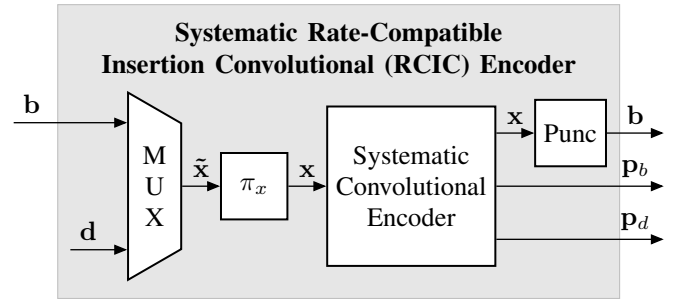 Systematic Rate-Compatible
Insertion Convolutional (RCIC) Encoder
b
d
M
U
X
x̃
π_x
x
Systematic
Convolutional
Encoder
x
Punc
b
p_b
p_d